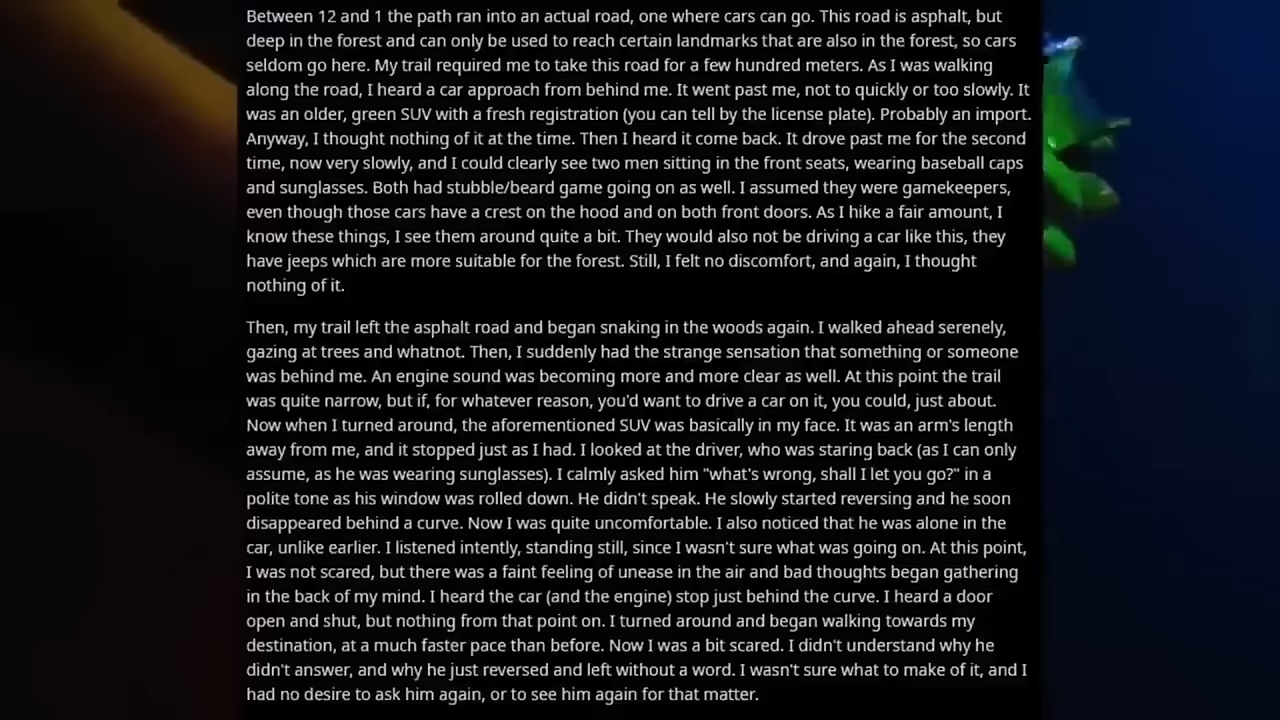 Between 12 and 1 the path ran into an actual road, one where cars can go. This road is asphalt, but
deep in the forest and can only be used to reach certain landmarks that are also in the forest, so cars
seldom go here. My trail required me to take this road for a few hundred meters. As I was walking
along the road, I heard a car approach from behind me. It went past me, not to quickly or too slowly. It
was an older, green SUV with a fresh registration (you can tell by the license plate). Probably an import.
Anyway, I thought nothing of it at the time. Then I heard it come back. It drove past me for the second
time, now very slowly, and I could clearly see two men sitting in the front seats, wearing baseball caps
and sunglasses. Both had stubble/beard game going on as well. I assumed they were gamekeepers,
even though those cars have a crest on the hood and on both front doors. As I hike a fair amount, I
know these things, I see them around quite a bit. They would also not be driving a car like this, they
have jeeps which are more suitable for the forest. Still, I felt no discomfort, and again, I thought
nothing of it.
Then, my trail left the asphalt road and began snaking in the woods again. I walked ahead serenely,
gazing at trees and whatnot. Then, I suddenly had the strange sensation that something or someone
was behind me. An engine sound was becoming more and more clear as well. At this point the trail
was quite narrow, but if, for whatever reason, you'd want to drive a car on it, you could, just about.
Now when I turned around, the aforementioned SUV was basically in my face. It was an arm's length
away from me, and it stopped just as I had. I looked at the driver, who was staring back (as I can only
assume, as he was wearing sunglasses). I calmly asked him "what's wrong, shall I let you go?" in a
polite tone as his window was rolled down. He didn't speak. He slowly started reversing and he soon
disappeared behind a curve. Now I was quite uncomfortable. I also noticed that he was alone in the
car, unlike earlier. I listened intently, standing still, since I wasn't sure what was going on. At this point,
I was not scared, but there was a faint feeling of unease in the air and bad thoughts began gathering
in the back of my mind. I heard the car (and the engine) stop just behind the curve. I heard a door
open and shut, but nothing from that point on. I turned around and began walking towards my
destination, at a much faster pace than before. Now I was a bit scared. I didn't understand why he
didn't answer, and why he just reversed and left without a word. I wasn't sure what to make of it, and I
had no desire to ask him again, or to see him again for that matter.